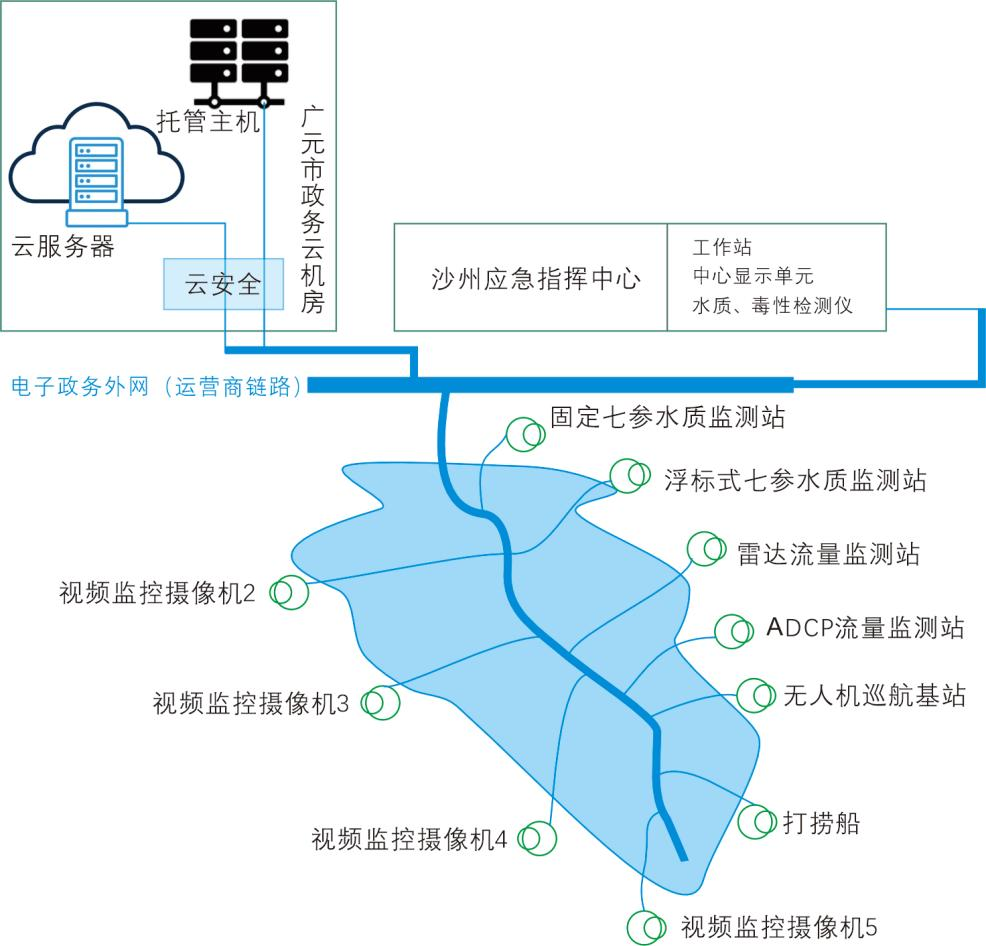 托管主机
广元市政务云机房
云服务器
云安全
沙州应急指挥中心
工作站
中心显示单元
水质、毒性检测仪
电子政务外网（运营商链路）
固定七参水质监测站
浮标式七参水质监测站
雷达流量监测站
视频监控摄像机2
ADCP流量监测站
视频监控摄像机3
无人机巡航基站
打捞船
视频监控摄像机4
视频监控摄像机5